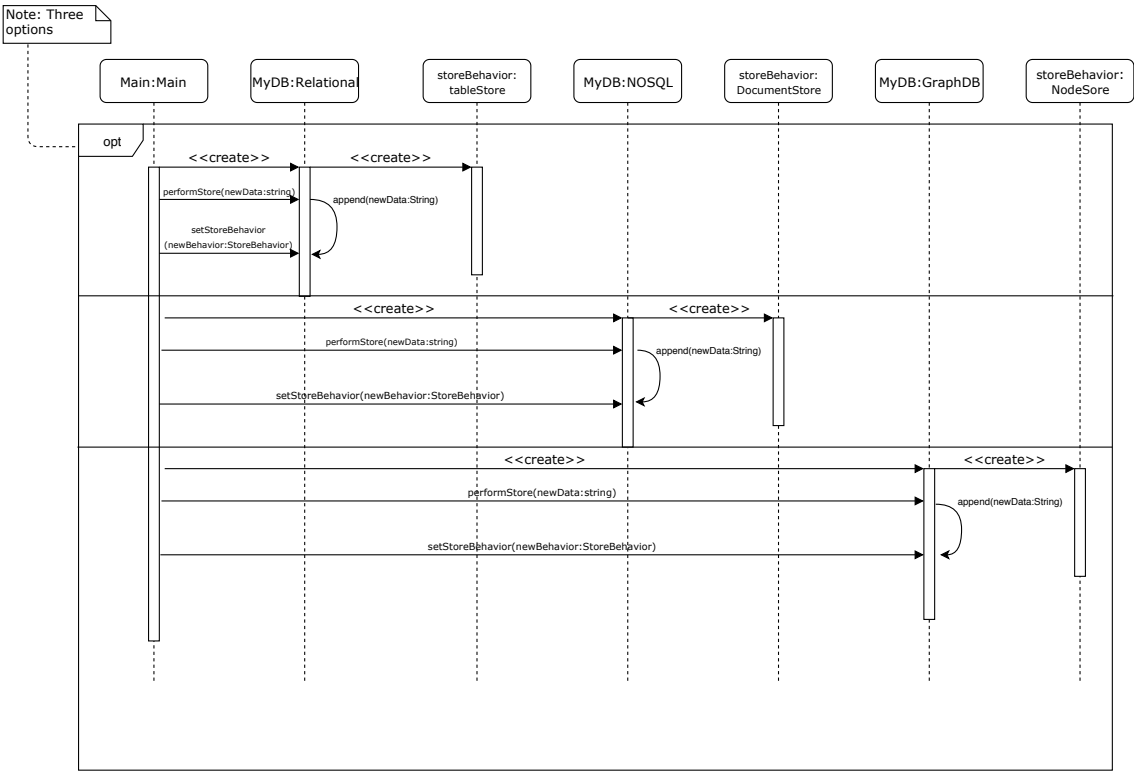 Note: Three
options
Main:Main
MyDB:Relational
storeBehavior:
tableStore
MyDB:NOSQL
storeBehavior:
DocumentStore
MyDB:GraphDB
storeBehavior:
NodeSore
opt
<<create>>
<<create>>
performStore(newData:string)
append(newData:String)
setStoreBehavior
(newBehavior:StoreBehavior)
<<create>>
<<create>>
performStore(newData:string)
append(newData:String)
setStoreBehavior(newBehavior:StoreBehavior)
<<create>>
<<create>>
performStore(newData:string)
append(newData:String)
setStoreBehavior(newBehavior:StoreBehavior)